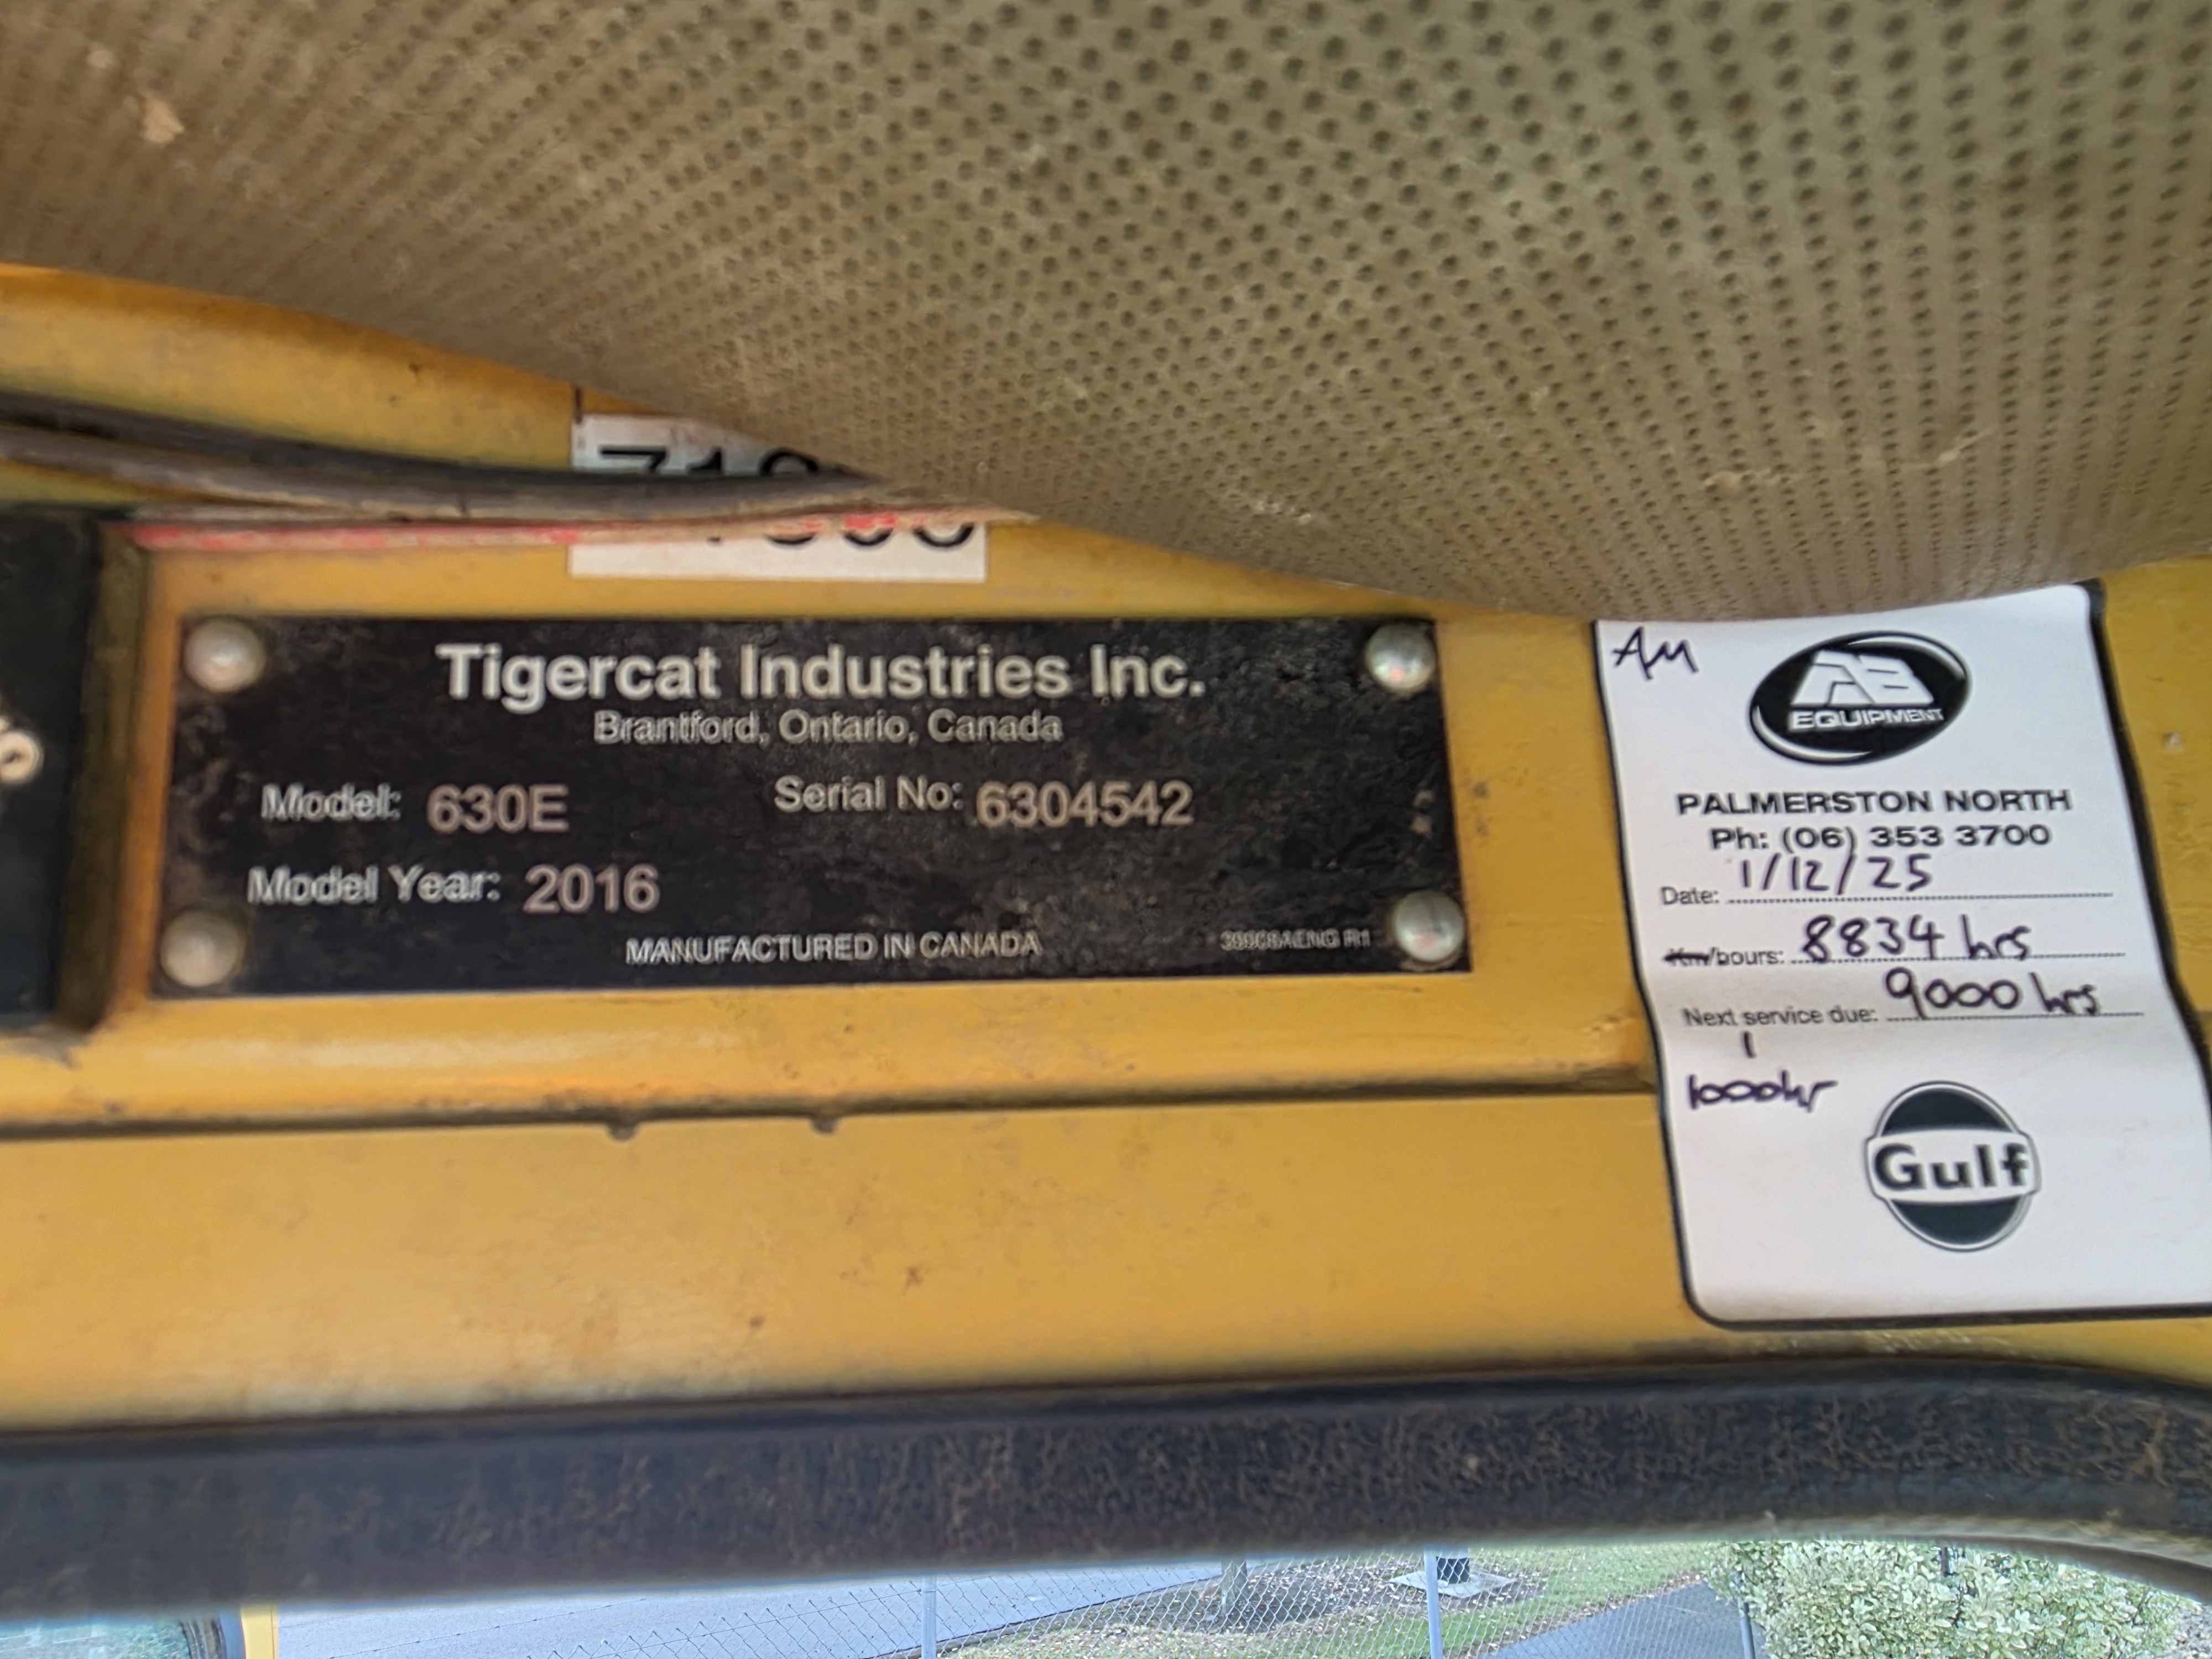 Tigercat Industries Inc.
Brantford, Ontario, Canada
Model: 630E
Serial No: 6304542
Model Year: 2016
MANUFACTURED IN CANADA
AM
AB
EQUIPMENT
PALMERSTON NORTH
Ph: (06) 353 3700
Date: 1/12/25
Km/hours: 8834 hrs
Next service due: 9000 hrs
1
1000hr
Gulf